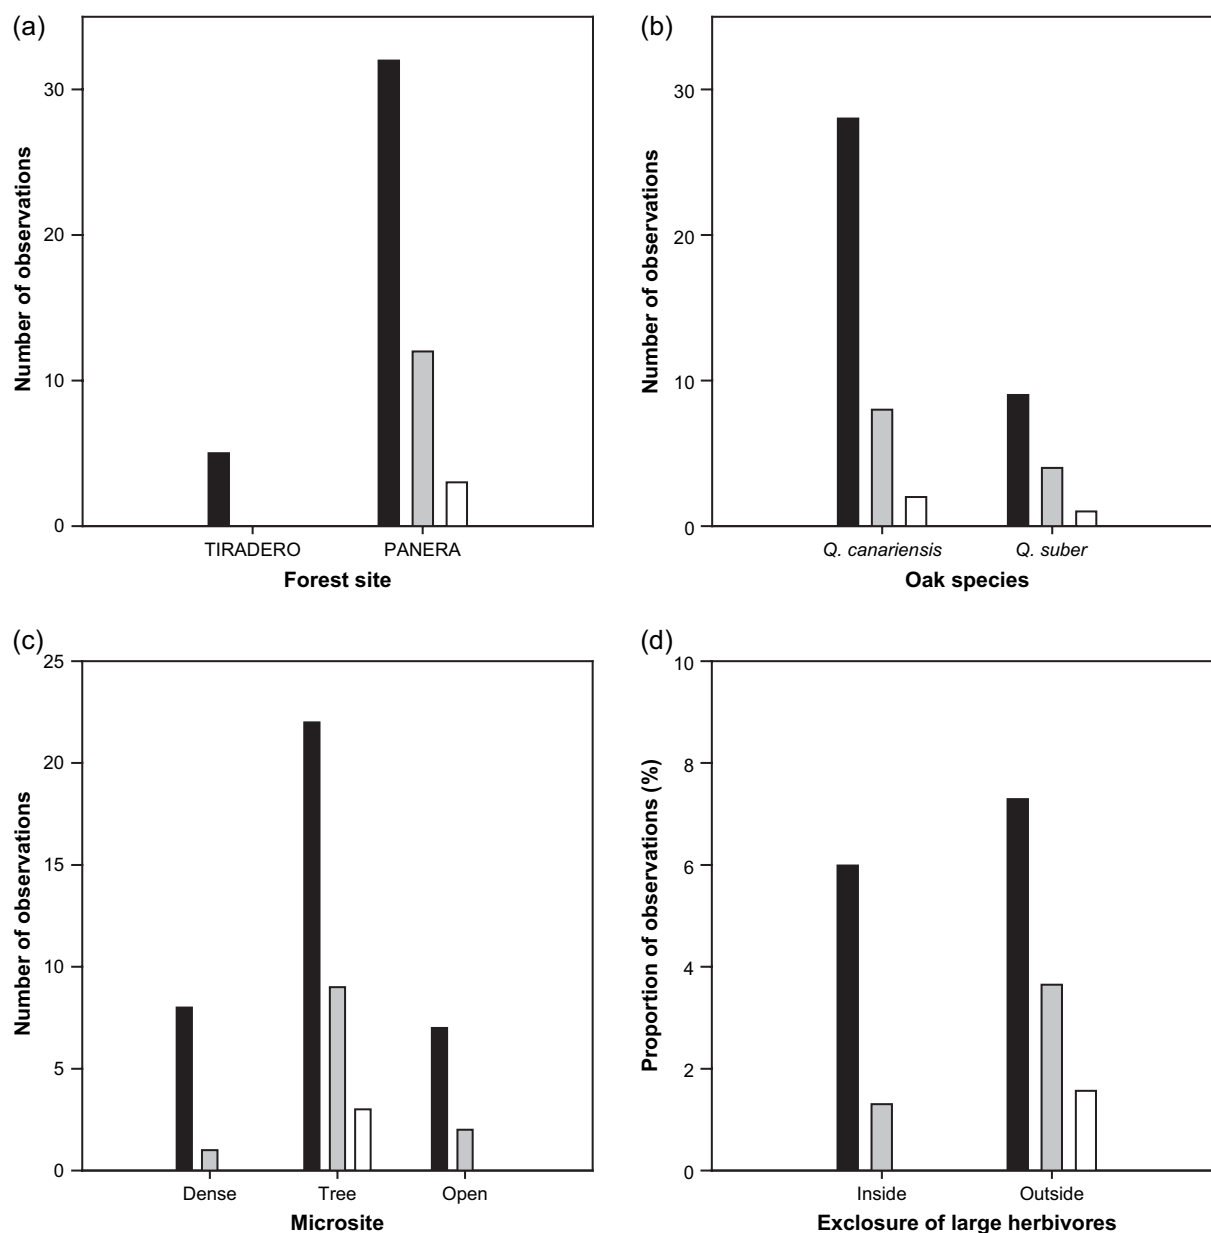 (a)
30
20
10
0
Number of observations
TIRADERO PANERA
Forest site
(b)
30
20
10
0
Number of observations
Q. canariensis Q. suber
Oak species
(c)
25
20
15
10
5
0
Number of observations
Dense Tree Open
Microsite
(d)
10
8
6
4
2
0
Proportion of observations (%)
Inside Outside
Exclosure of large herbivores